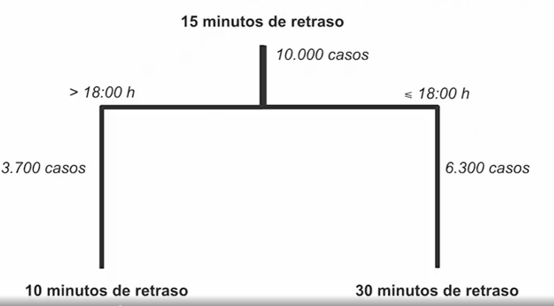 15 minutos de retraso
10.000 casos
> 18:00 h
⩽ 18:00 h
3.700 casos
6.300 casos
10 minutos de retraso
30 minutos de retraso